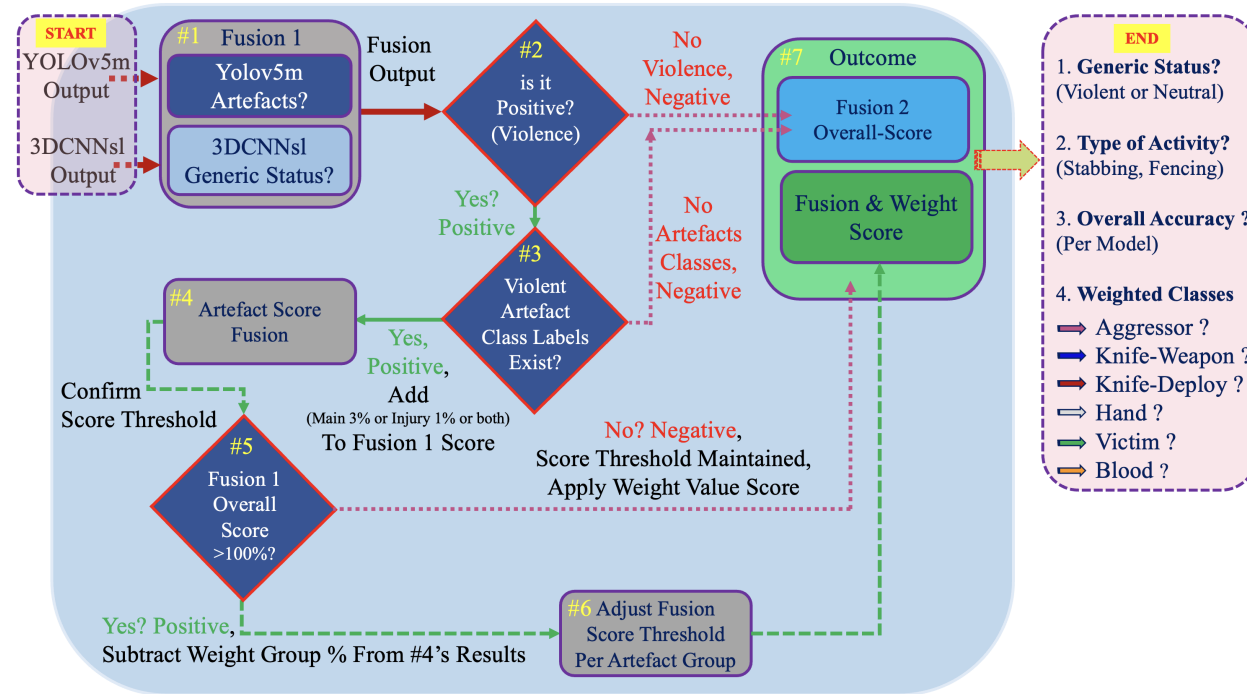 START
YOLOv5m
Output
3DCNNsl
Output
#1
Fusion 1
Yolov5m
Artefacts?
3DCNNsl
Generic Status?
Fusion
Output
#2
is it
Positive?
(Violence)
No
Violence,
Negative
Yes?
Positive
#3
Violent
Artefact
Class Labels
Exist?
No
Artefacts
Classes,
Negative
#4
Artefact Score
Fusion
Yes,
Positive,
Add
(Main 3% or Injury 1% or both)
To Fusion 1 Score
Confirm
Score Threshold
#5
Fusion 1
Overall
Score
>100%?
No? Negative,
Score Threshold Maintained,
Apply Weight Value Score
Yes? Positive,
Subtract Weight Group % From #4's Results
#6 Adjust Fusion
Score Threshold
Per Artefact Group
#7
Outcome
Fusion 2
Overall-Score
Fusion & Weight
Score
END
1. Generic Status?
(Violent or Neutral)
2. Type of Activity?
(Stabbing, Fencing)
3. Overall Accuracy ?
(Per Model)
4. Weighted Classes
Aggressor ?
Knife-Weapon ?
Knife-Deploy ?
Hand ?
Victim ?
Blood ?